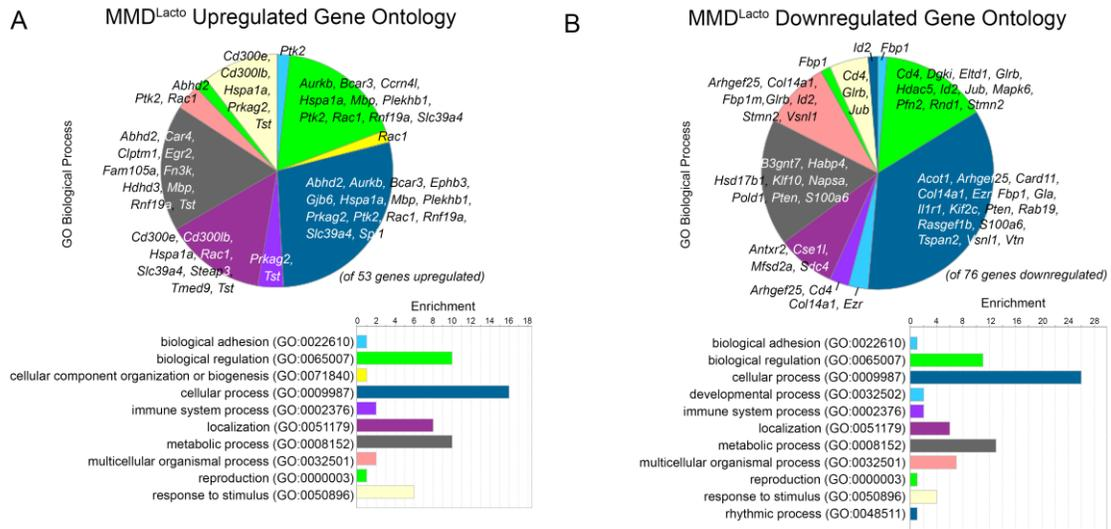 A
MMD^Lacto Upregulated Gene Ontology
GO Biological Process
Ptk2
Aurkb, Bcar3, Ccrn4l,
Hspa1a, Mbp, Plekhb1,
Ptk2, Rac1, Rnf19a, Slc39a4
Rac1
Abhd2, Aurkb, Bcar3, Ephb3,
Gjb6, Hspa1a, Mbp, Plekhb1,
Prkag2, Ptk2, Rac1, Rnf19a,
Slc39a4, Sp1
Prkag2,
Tst
Cd300e, Cd300lb,
Hspa1a, Rac1,
Slc39a4, Steap3,
Tmed9, Tst
Abhd2, Car4,
Clptm1, Egr2,
Fam105a, Fn3k,
Hdhd3, Mbp,
Rnf19a, Tst
Ptk2, Rac1
Abhd2
Cd300e,
Cd300lb,
Hspa1a,
Prkag2,
Tst
(of 53 genes upregulated)
Enrichment
0 2 4 6 8 10 12 14 16 18
biological adhesion (GO:0022610)
biological regulation (GO:0065007)
cellular component organization or biogenesis (GO:0071840)
cellular process (GO:0009987)
immune system process (GO:0002376)
localization (GO:0051179)
metabolic process (GO:0008152)
multicellular organismal process (GO:0032501)
reproduction (GO:0000003)
response to stimulus (GO:0050896)
B
MMD^Lacto Downregulated Gene Ontology
GO Biological Process
Id2
Fbp1
Cd4, Dgki, Eltd1, Glrb,
Hdac5, Id2, Jub, Mapk6,
Pfn2, Rnd1, Stmn2
Acot1, Arhgef25, Card11,
Col14a1, Ezr, Fbp1, Gla,
Il1r1, Kif2c, Pten, Rab19,
Rasgef1b, S100a6,
Tspan2, Vsnl1, Vtn
Col14a1, Ezr
Arhgef25, Cd4
Antxr2, Cse1l,
Mfsd2a, Sdc4
B3gnt7, Habp4,
Hsd17b1, Klf10, Napsa,
Pold1, Pten, S100a6
Arhgef25, Col14a1,
Fbp1m,Glrb, Id2,
Stmn2, Vsnl1
Fbp1
Cd4,
Glrb,
Jub
(of 76 genes downregulated)
Enrichment
0 4 8 12 16 20 24 28
biological adhesion (GO:0022610)
biological regulation (GO:0065007)
cellular process (GO:0009987)
developmental process (GO:0032502)
immune system process (GO:0002376)
localization (GO:0051179)
metabolic process (GO:0008152)
multicellular organismal process (GO:0032501)
reproduction (GO:0000003)
response to stimulus (GO:0050896)
rhythmic process (GO:0048511)